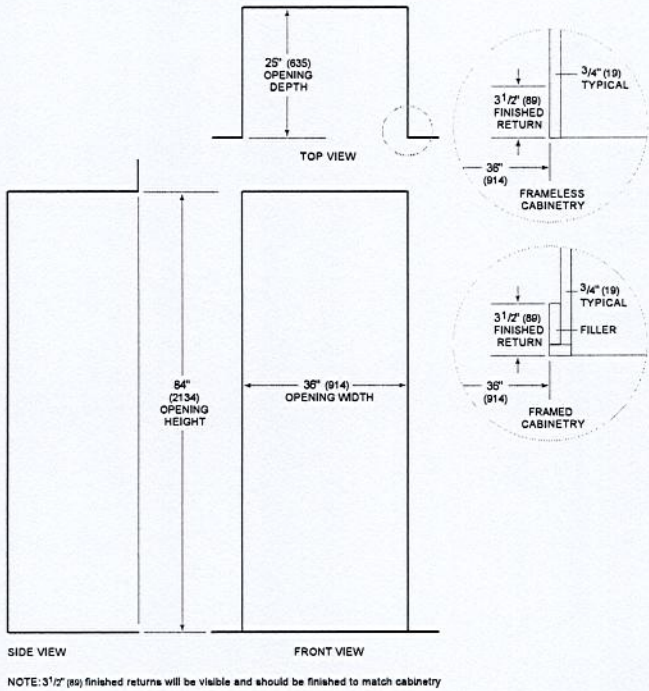 25" (635)
OPENING
DEPTH
TOP VIEW
3/4" (19)
TYPICAL
3 1/2" (89)
FINISHED
RETURN
36"
(914)
FRAMELESS
CABINETRY
3/4" (19)
TYPICAL
3 1/2" (89)
FINISHED
RETURN
FILLER
36"
(914)
FRAMED
CABINETRY
84"
(2134)
OPENING
HEIGHT
36" (914)
OPENING WIDTH
SIDE VIEW
FRONT VIEW
NOTE: 3 1/2" (89) finished returns will be visible and should be finished to match cabinetry